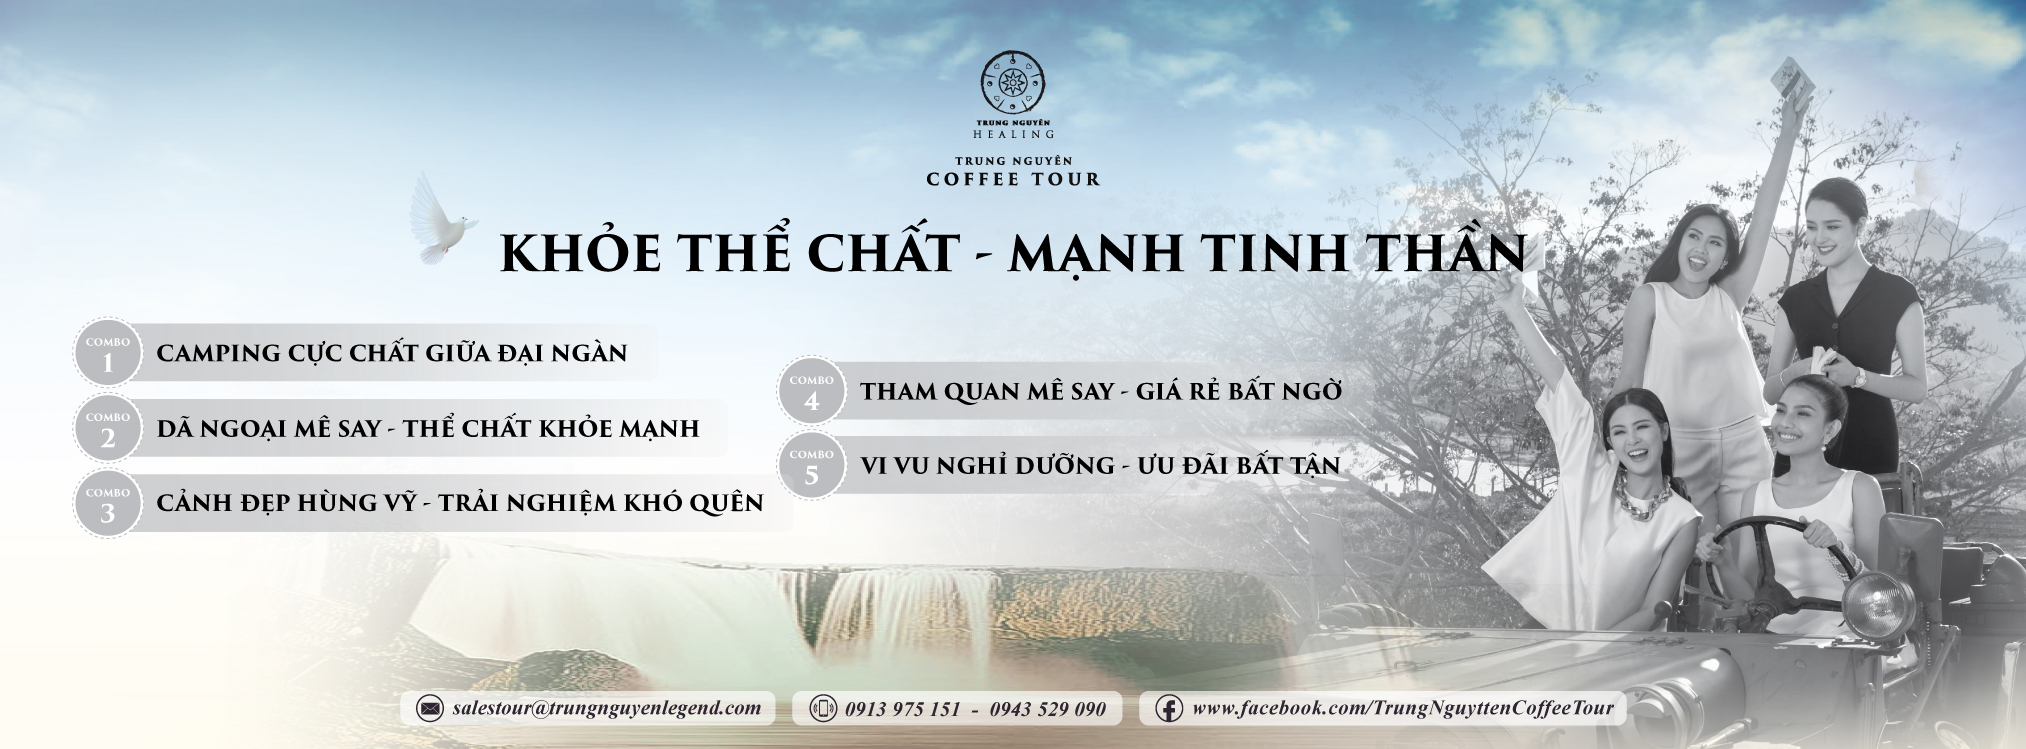 TRUNG NGUYÊN
HEALING
TRUNG NGUYÊN
COFFEE TOUR
KHỎE THỂ CHẤT - MẠNH TINH THẦN
COMBO
1
CAMPING CỰC CHẤT GIỮA ĐẠI NGÀN
COMBO
2
DÃ NGOẠI MÊ SAY - THỂ CHẤT KHỎE MẠNH
COMBO
3
CẢNH ĐẸP HÙNG VỸ - TRẢI NGHIỆM KHÓ QUÊN
COMBO
4
THAM QUAN MÊ SAY - GIÁ RẺ BẤT NGỜ
COMBO
5
VI VU NGHỈ DƯỠNG - ƯU ĐÃI BẤT TẬN
salestour@trungnguyenlegend.com
0913 975 151 - 0943 529 090
www.facebook.com/TrungNguyttenCoffeeTour